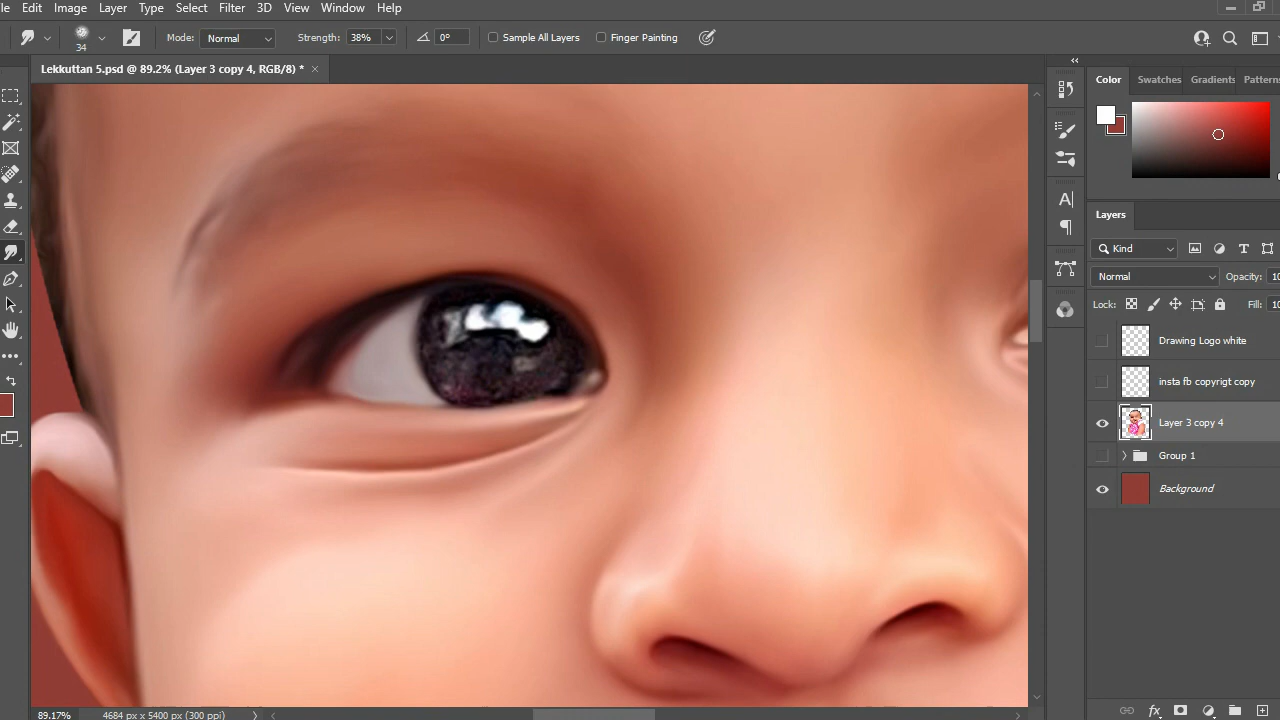 le Edit Image Layer Type Select Filter 3D View Window Help
34 Mode: Normal Strength: 38% 0° Sample All Layers Finger Painting
Lekkuttan 5.psd @ 89.2% (Layer 3 copy 4, RGB/8) * ×
Color Swatches Gradients Pattern
Layers
Kind
Normal Opacity: 10
Lock: Fill: 10
Drawing Logo white
insta fb copyrigt copy
Layer 3 copy 4
Group 1
Background
89.17% 4684 px x 5400 px (300 ppi)